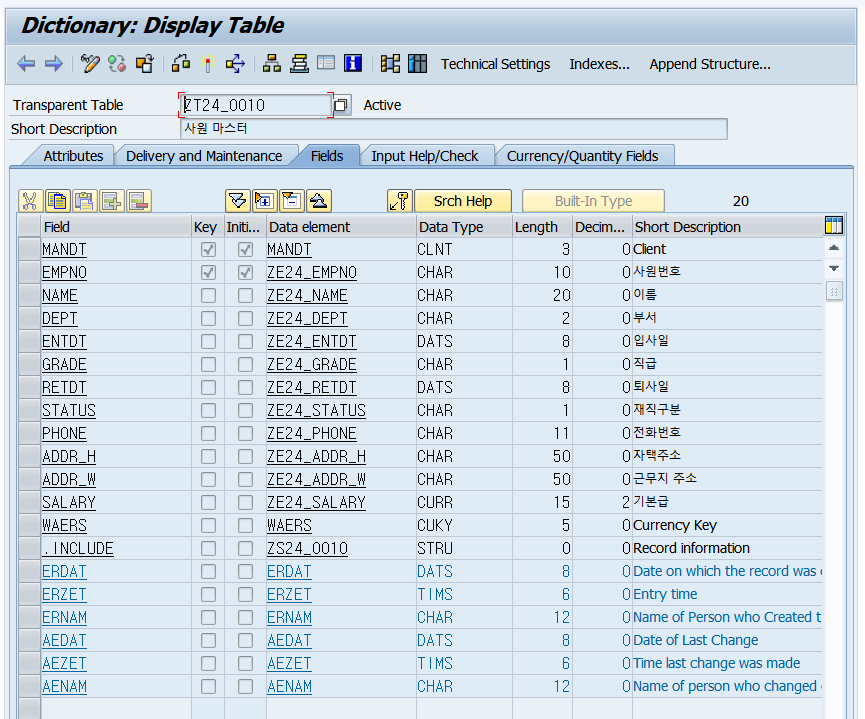 Dictionary: Display Table
Technical Settings Indexes... Append Structure...
Transparent Table ZT24_0010 Active
Short Description 사원 마스터
Attributes Delivery and Maintenance Fields Input Help/Check Currency/Quantity Fields
Srch Help Built-In Type 20
Field Key Initi... Data element Data Type Length Decim... Short Description
MANDT MANDT CLNT 3 0 Client
EMPNO ZE24_EMPNO CHAR 10 0 사원번호
NAME ZE24_NAME CHAR 20 0 이름
DEPT ZE24_DEPT CHAR 2 0 부서
ENTDT ZE24_ENTDT DATS 8 0 입사일
GRADE ZE24_GRADE CHAR 1 0 직급
RETDT ZE24_RETDT DATS 8 0 퇴사일
STATUS ZE24_STATUS CHAR 1 0 재직구분
PHONE ZE24_PHONE CHAR 11 0 전화번호
ADDR_H ZE24_ADDR_H CHAR 50 0 자택주소
ADDR_W ZE24_ADDR_W CHAR 50 0 근무지 주소
SALARY ZE24_SALARY CURR 15 2 기본급
WAERS WAERS CUKY 5 0 Currency Key
.INCLUDE ZS24_0010 STRU 0 0 Record information
ERDAT ERDAT DATS 8 0 Date on which the record was
ERZET ERZET TIMS 6 0 Entry time
ERNAM ERNAM CHAR 12 0 Name of Person who Created t
AEDAT AEDAT DATS 8 0 Date of Last Change
AEZET AEZET TIMS 6 0 Time last change was made
AENAM AENAM CHAR 12 0 Name of person who changed